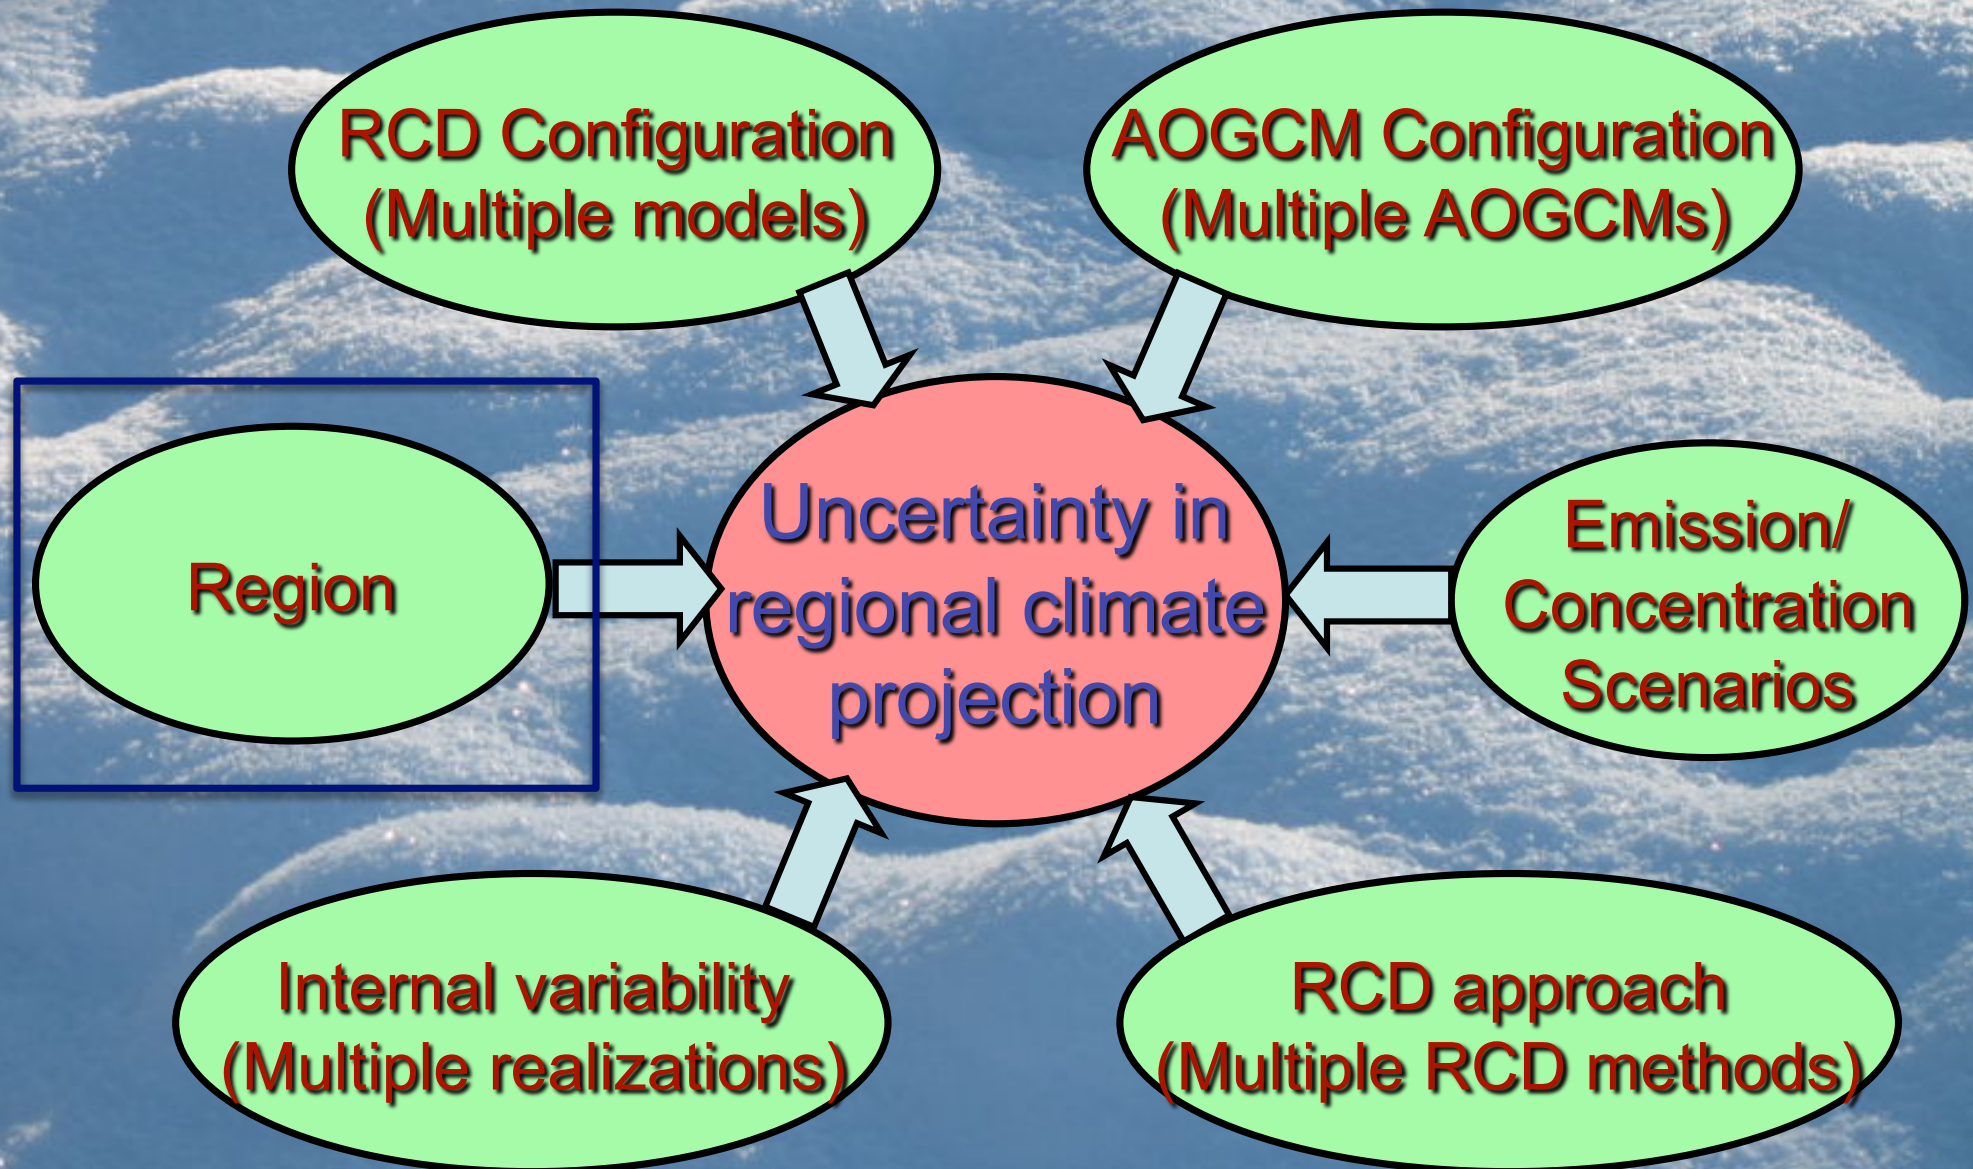 RCD Configuration
(Multiple models)
AOGCM Configuration
(Multiple AOGCMs)
Region
Uncertainty in
regional climate
projection
Emission/
Concentration
Scenarios
Internal variability
(Multiple realizations)
RCD approach
(Multiple RCD methods)